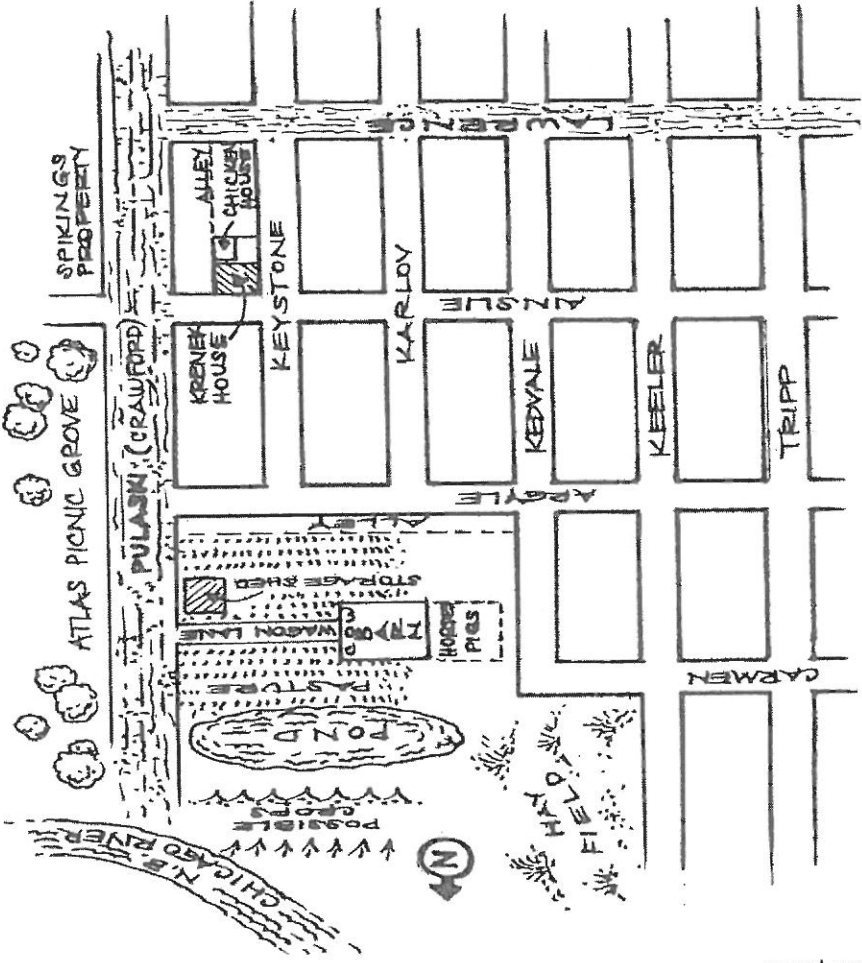 LAWRENCE
SPIKINGS
PROPERTY
ALLEY
CHICKEN
HOUSE
KEYSTONE
KARLOV
AINSLIE
KRENEK
HOUSE
KEDVALE
KEELER
TRIPP
ATLAS PICNIC GROVE
PULASKI (CRAWFORD)
ARGYLE
ALLEY
STORAGE SHED
WAGON LANE
HORSES
PIGS
CARMEN
PASTURE
POND
HAY
FIELD
POSSIBLE
CROPS
N.B.
CHICAGO RIVER
N